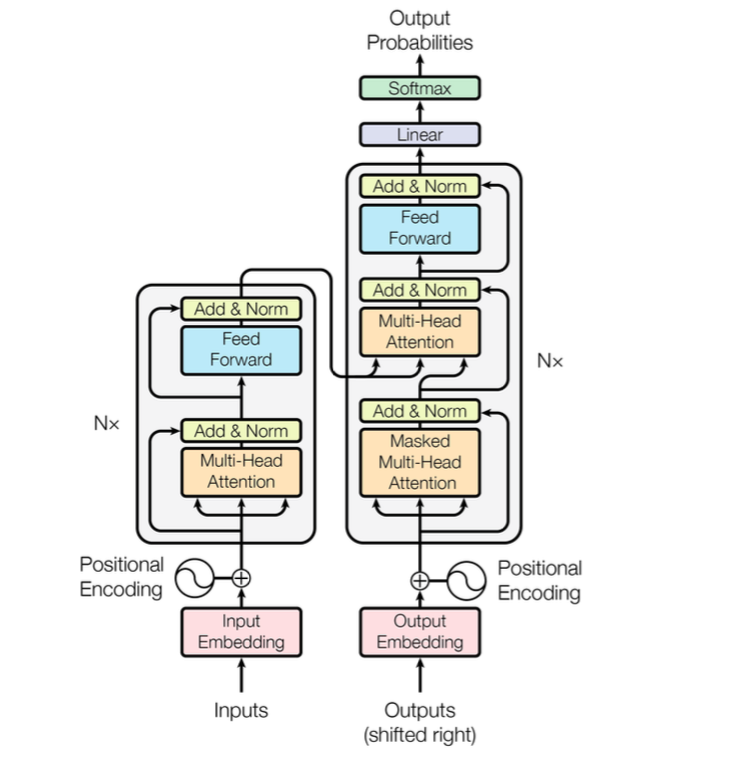 Output
Probabilities
Softmax
Linear
Add & Norm
Feed
Forward
Add & Norm
Multi-Head
Attention
Add & Norm
Masked
Multi-Head
Attention
Nx
Add & Norm
Feed
Forward
Add & Norm
Multi-Head
Attention
Nx
Positional
Encoding
Positional
Encoding
Input
Embedding
Output
Embedding
Inputs
Outputs
(shifted right)